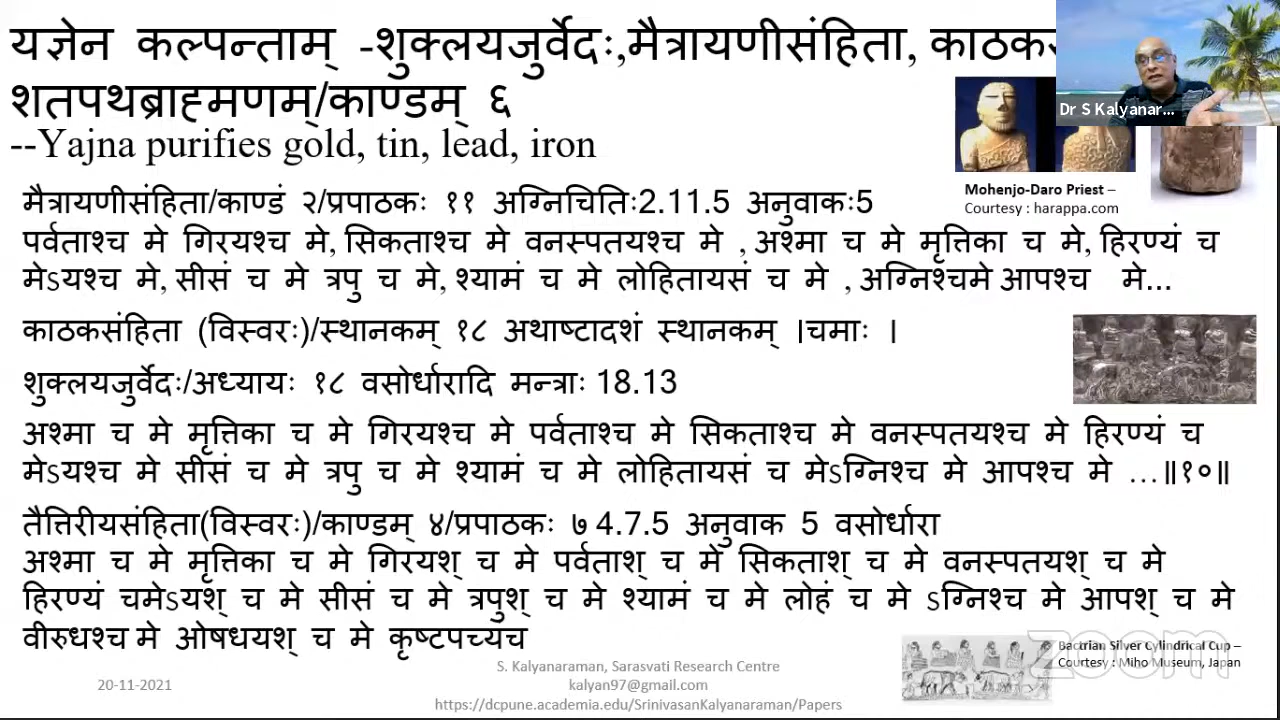 यज्ञेन कल्पन्ताम् -शुक्लयजुर्वेदः,मैत्रायणीसंहिता,
शतपथब्राह्मणम्/काण्डम् ६
--Yajna purifies gold, tin, lead, iron
Dr S Kalyanar...
Mohenjo-Daro Priest –
Courtesy : harappa.com
मैत्रायणीसंहिता/काण्डं २/प्रपाठकः ११ अग्निचितिः2.11.5 अनुवाकः5
पर्वताश्च मे गिरयश्च मे, सिकताश्च मे वनस्पतयश्च मे , अश्मा च मे मृत्तिका च मे, हिरण्यं च
मेऽयश्च मे, सीसं च मे त्रपु च मे, श्यामं च मे लोहितायसं च मे , अग्निश्चमे आपश्च मे...
काठकसंहिता (विस्वरः)/स्थानकम् १८ अथाष्टादशं स्थानकम् ।चमाः ।
शुक्लयजुर्वेदः/अध्यायः १८ वसोर्धारादि मन्त्राः 18.13
अश्मा च मे मृत्तिका च मे गिरयश्च मे पर्वताश्च मे सिकताश्च मे वनस्पतयश्च मे हिरण्यं च
मेऽयश्च मे सीसं च मे त्रपु च मे श्यामं च मे लोहितायसं च मेऽग्निश्च मे आपश्च मे ...॥१०॥
तैत्तिरीयसंहिता(विस्वरः)/काण्डम् ४/प्रपाठकः ७ 4.7.5 अनुवाक 5 वसोर्धारा
अश्मा च मे मृत्तिका च मे गिरयश् च मे पर्वताश् च मे सिकताश् च मे वनस्पतयश् च मे
हिरण्यं चमेऽयश् च मे सीसं च मे त्रपुश् च मे श्यामं च मे लोहं च मे ऽग्निश्च मे आपश् च मे
वीरुधश्च मे ओषधयश् च मे कृष्टपच्यंच
zoom
Bactrian Silver Cylindrical Cup –
Courtesy : Miho Museum, Japan
S. Kalyanaraman, Sarasvati Research Centre
20-11-2021
kalyan97@gmail.com
https://dcpune.academia.edu/SrinivasanKalyanaraman/Papers